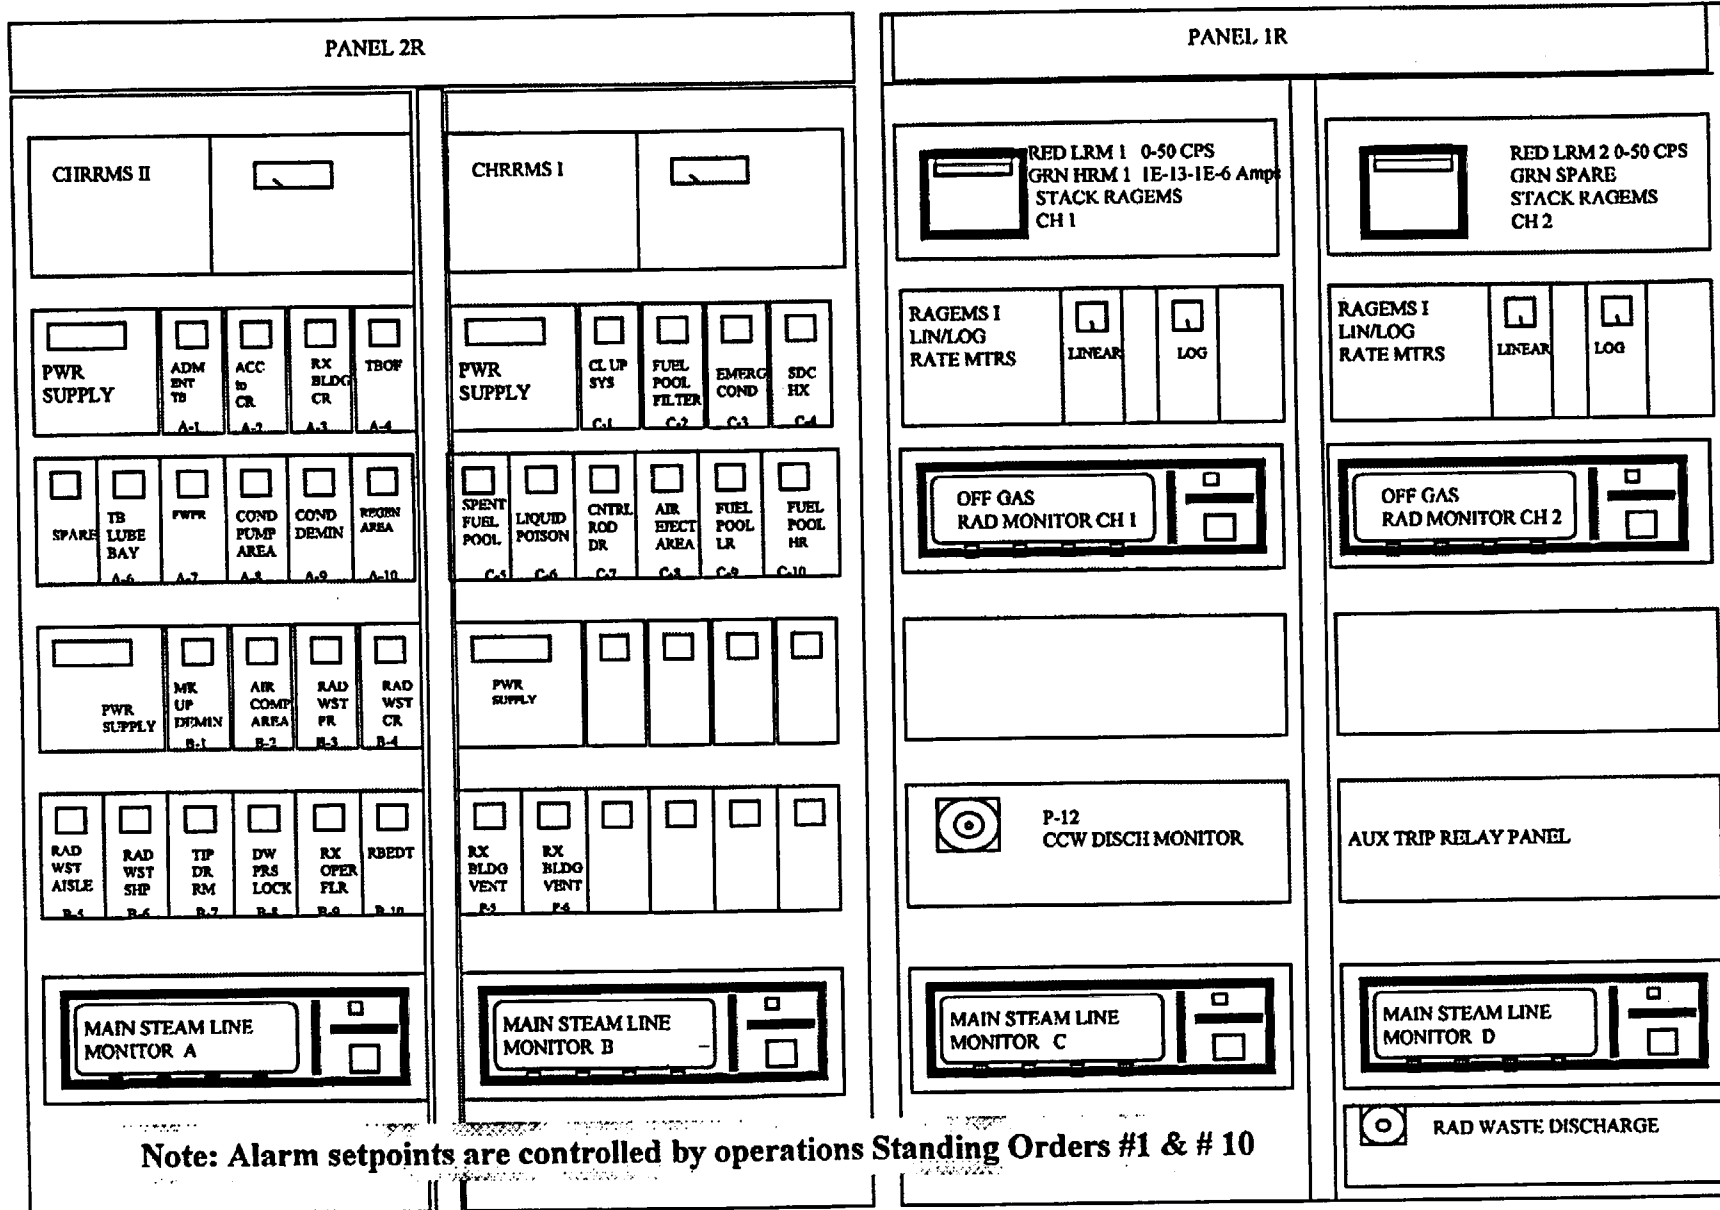 PANEL 2R
PANEL 1R
CHRRMS II
CHRRMS I
RED LRM 1 0-50 CPS
GRN HRM 1 1E-13-1E-6 Amps
STACK RAGEMS
CH 1
RED LRM 2 0-50 CPS
GRN SPARE
STACK RAGEMS
CH 2
PWR
SUPPLY
ADM
ENT
TB
A-1
ACC
to
CR
A-2
RX
BLDG
CR
A-3
TBOF
A-4
PWR
SUPPLY
CL UP
SYS
C-1
FUEL
POOL
FILTER
C-2
EMERG
COND
C-3
SDC
HX
C-4
RAGEMS I
LIN/LOG
RATE MTRS
LINEAR
LOG
RAGEMS I
LIN/LOG
RATE MTRS
LINEAR
LOG
SPARE
TB
LUBE
BAY
A-6
FWPR
A-7
COND
PUMP
AREA
A-8
COND
DEMIN
A-9
REGEN
AREA
A-10
SPENT
FUEL
POOL
C-5
LIQUID
POISON
C-6
CNTRL
ROD
DR
C-7
AIR
EJECT
AREA
C-8
FUEL
POOL
LR
C-9
FUEL
POOL
HR
C-10
OFF GAS
RAD MONITOR CH 1
OFF GAS
RAD MONITOR CH 2
PWR
SUPPLY
MK
UP
DEMIN
B-1
AIR
COMP
AREA
B-2
RAD
WST
PR
B-3
RAD
WST
CR
B-4
PWR
SUPPLY
RAD
WST
AISLE
B-5
RAD
WST
SHP
B-6
TIP
DR
RM
B-7
DW
PRS
LOCK
B-8
RX
OPER
FLR
B-9
RBEDT
B-10
RX
BLDG
VENT
RX
BLDG
VENT
P-12
CCW DISCH MONITOR
AUX TRIP RELAY PANEL
MAIN STEAM LINE
MONITOR A
MAIN STEAM LINE
MONITOR B
MAIN STEAM LINE
MONITOR C
MAIN STEAM LINE
MONITOR D
RAD WASTE DISCHARGE
Note: Alarm setpoints are controlled by operations Standing Orders #1 & # 10